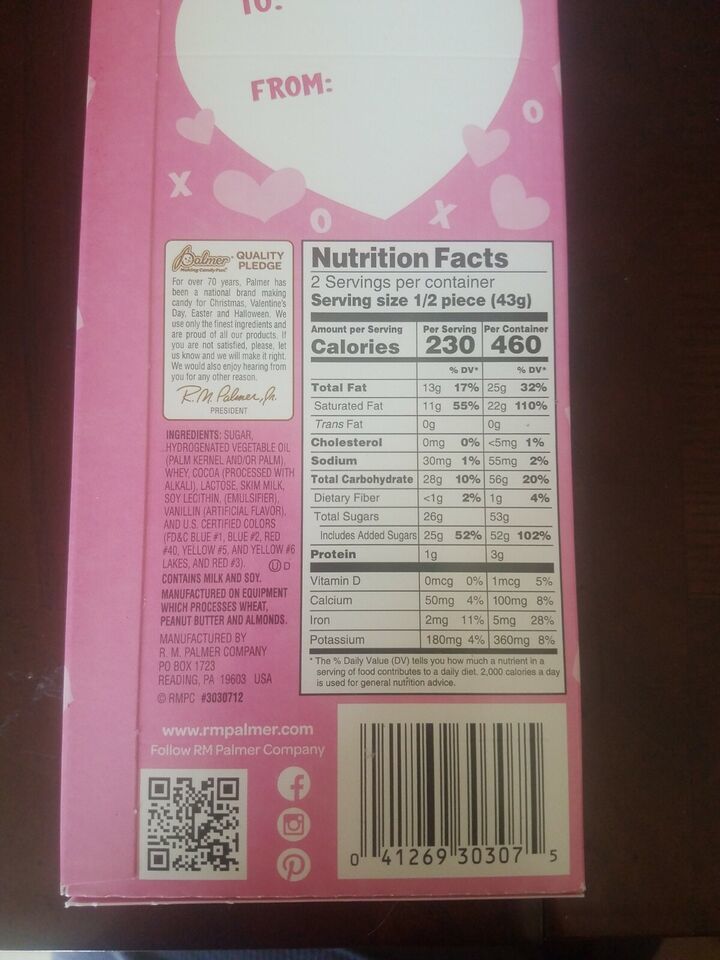 TO:
FROM:
X
O
X
O
Palmer
Making Candy Fun
QUALITY
PLEDGE
For over 70 years, Palmer has
been a national brand making
candy for Christmas, Valentine's
Day, Easter and Halloween. We
use only the finest ingredients and
are proud of all our products. If
you are not satisfied, please, let
us know and we will make it right.
We would also enjoy hearing from
you for any other reason.
R.M. Palmer, Jr.
PRESIDENT
INGREDIENTS: SUGAR,
HYDROGENATED VEGETABLE OIL
(PALM KERNEL AND/OR PALM),
WHEY, COCOA (PROCESSED WITH
ALKALI), LACTOSE, SKIM MILK,
SOY LECITHIN, (EMULSIFIER),
VANILLIN (ARTIFICIAL FLAVOR),
AND U.S. CERTIFIED COLORS
(FD&C BLUE #1, BLUE #2, RED
#40, YELLOW #5, AND YELLOW #6
LAKES, AND RED #3). U D
CONTAINS MILK AND SOY.
MANUFACTURED ON EQUIPMENT
WHICH PROCESSES WHEAT,
PEANUT BUTTER AND ALMONDS.
MANUFACTURED BY
R. M. PALMER COMPANY
PO BOX 1723
READING, PA 19603 USA
© RMPC #3030712
Nutrition Facts
2 Servings per container
Serving size 1/2 piece (43g)
Amount per Serving Per Serving Per Container
Calories 230 460
% DV* % DV*
Total Fat 13g 17% 25g 32%
Saturated Fat 11g 55% 22g 110%
Trans Fat 0g 0g
Cholesterol 0mg 0% <5mg 1%
Sodium 30mg 1% 55mg 2%
Total Carbohydrate 28g 10% 56g 20%
Dietary Fiber <1g 2% 1g 4%
Total Sugars 26g 53g
Includes Added Sugars 25g 52% 52g 102%
Protein 1g 3g
Vitamin D 0mcg 0% 1mcg 5%
Calcium 50mg 4% 100mg 8%
Iron 2mg 11% 5mg 28%
Potassium 180mg 4% 360mg 8%
* The % Daily Value (DV) tells you how much a nutrient in a
serving of food contributes to a daily diet. 2,000 calories a day
is used for general nutrition advice.
www.rmpalmer.com
Follow RM Palmer Company
0 41269 30307 5